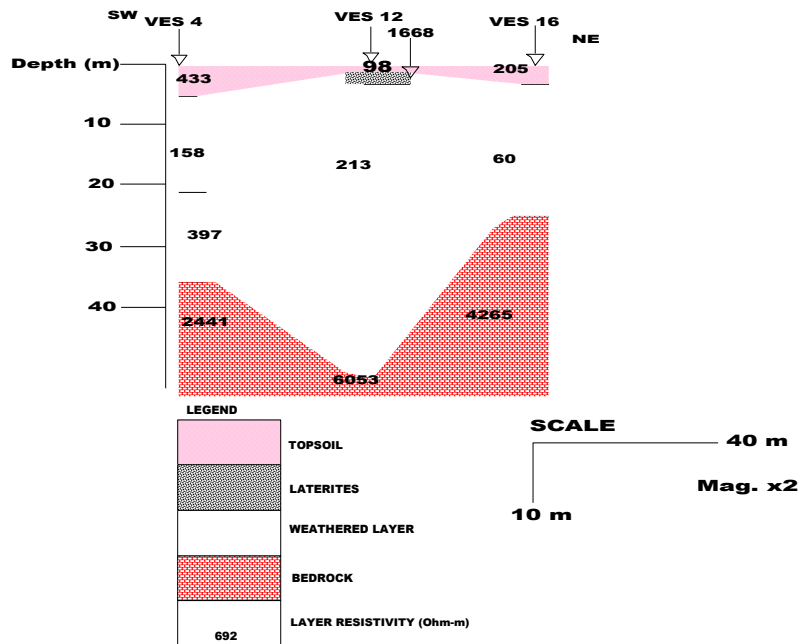 SW VES 4 VES 12 VES 16
1668 NE
Depth (m)
433 98 205
10
158 213 60
20
30 397
40
2441 4265
6053
LEGEND
TOPSOIL
LATERITES
WEATHERED LAYER
BEDROCK
LAYER RESISTIVITY (Ohm-m)
692
SCALE
40 m
Mag. x2
10 m